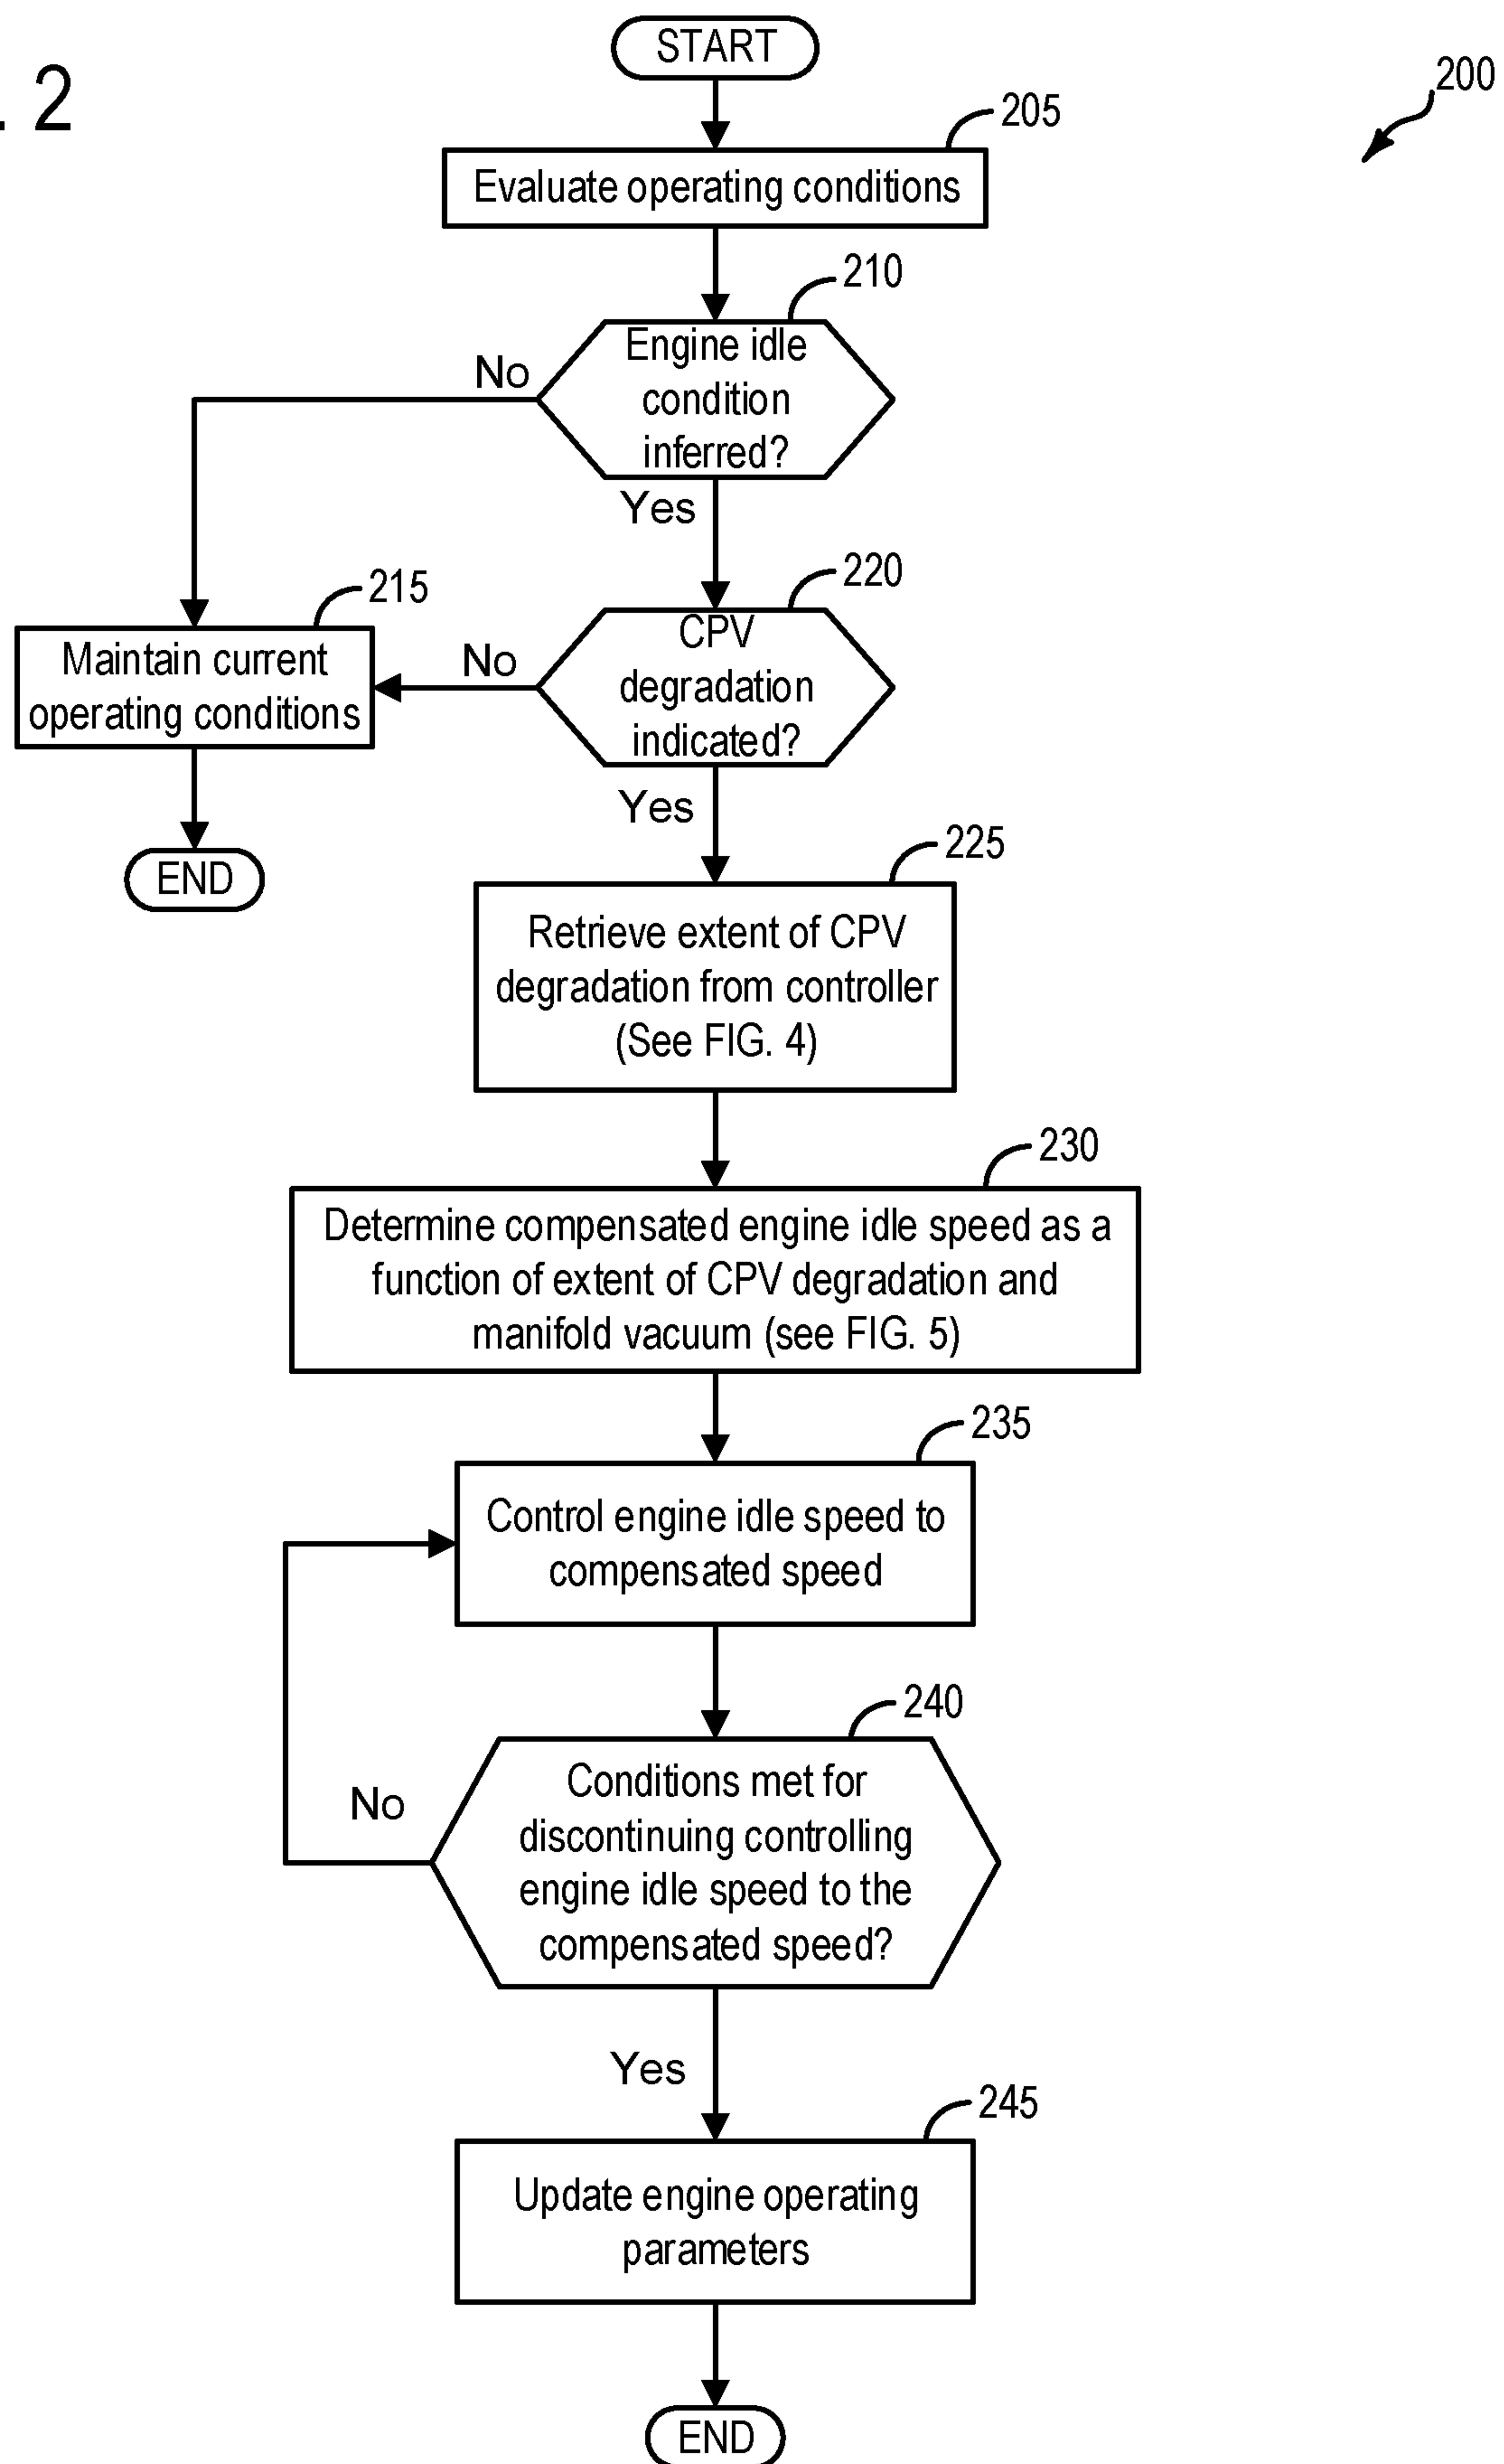 . 2
START
200
205
Evaluate operating conditions
210
Engine idle
condition
inferred?
No
Yes
215
220
Maintain current
operating conditions
No
CPV
degradation
indicated?
Yes
END
225
Retrieve extent of CPV
degradation from controller
(See FIG. 4)
230
Determine compensated engine idle speed as a
function of extent of CPV degradation and
manifold vacuum (see FIG. 5)
235
Control engine idle speed to
compensated speed
240
No
Conditions met for
discontinuing controlling
engine idle speed to the
compensated speed?
Yes
245
Update engine operating
parameters
END